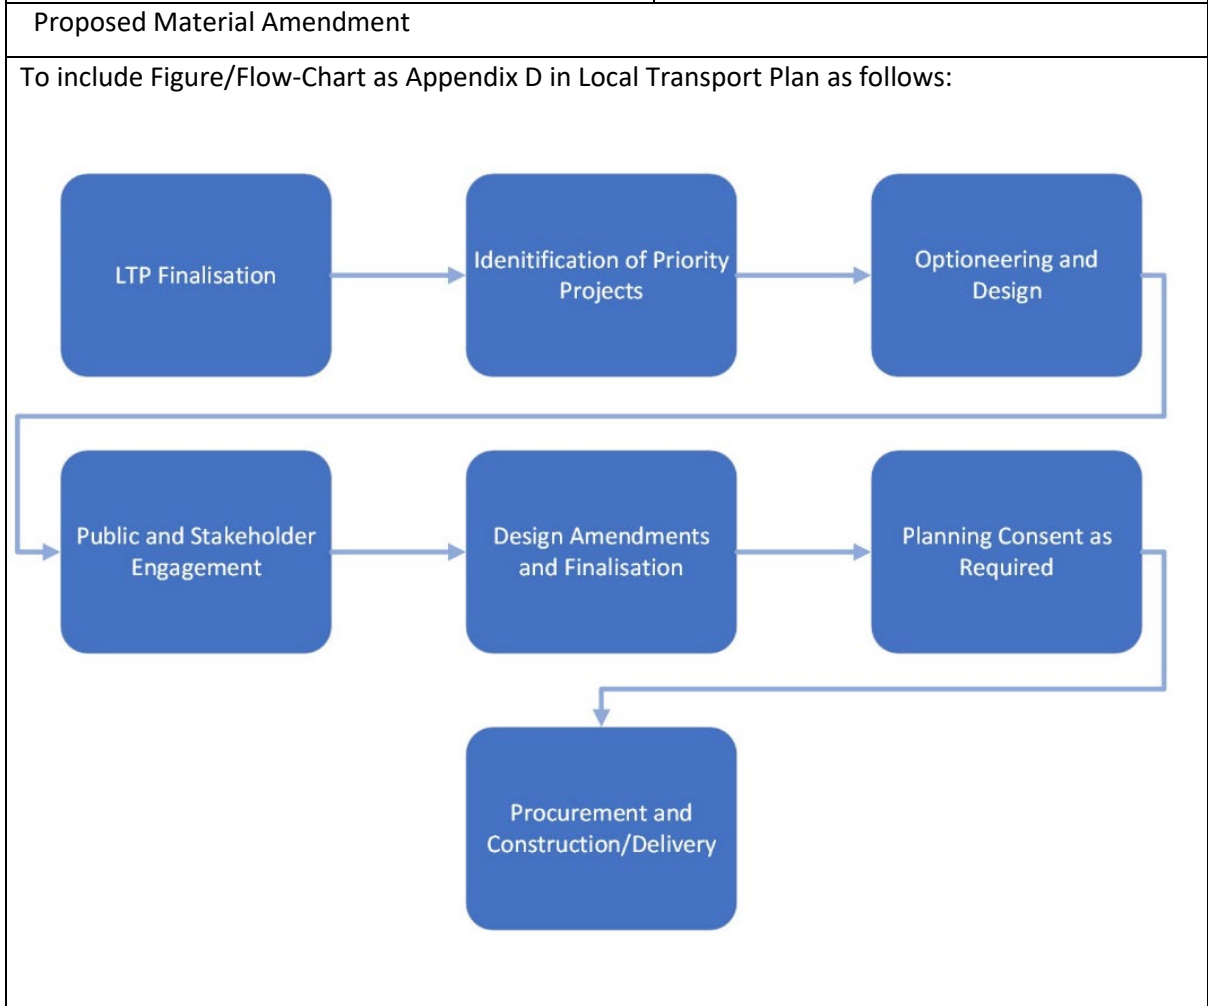 Proposed Material Amendment
To include Figure/Flow-Chart as Appendix D in Local Transport Plan as follows:
LTP Finalisation
Idenitification of Priority
Projects
Optioneering and
Design
Public and Stakeholder
Engagement
Design Amendments
and Finalisation
Planning Consent as
Required
Procurement and
Construction/Delivery